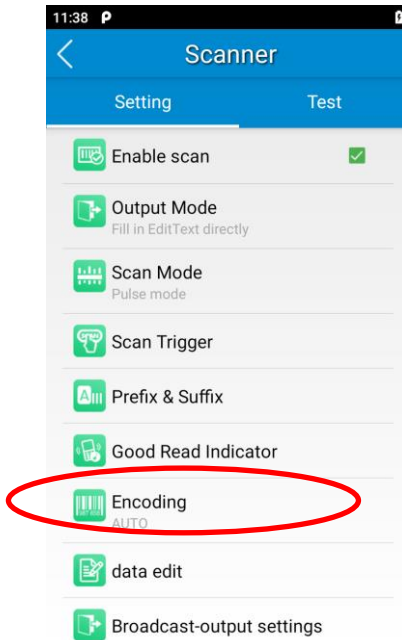 11:38 P
Scanner
Setting Test
Enable scan
Output Mode
Fill in EditText directly
Scan Mode
Pulse mode
Scan Trigger
Prefix & Suffix
Good Read Indicator
Encoding
AUTO
data edit
Broadcast-output settings